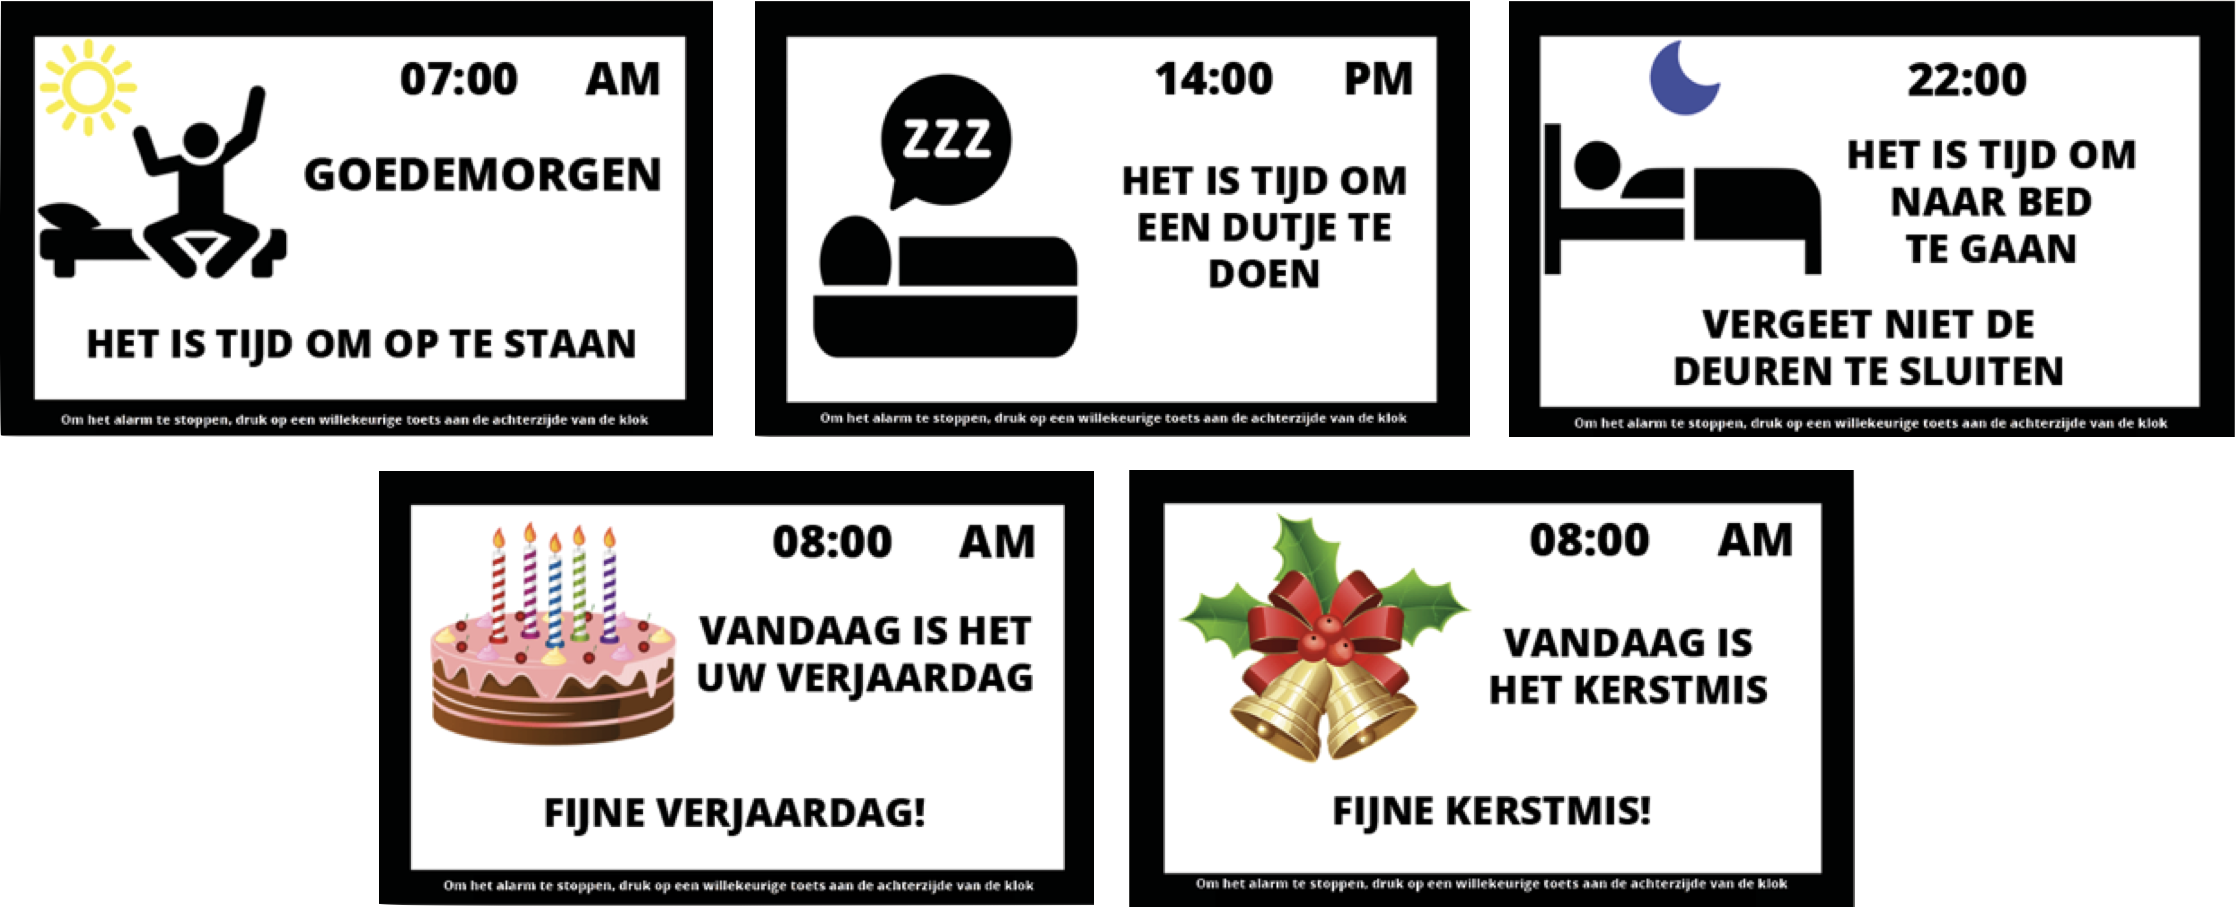 07:00 AM
GOEDEMORGEN
HET IS TIJD OM OP TE STAAN
Om het alarm te stoppen, druk op een willekeurige toets aan de achterzijde van de klok
14:00 PM
ZZZ
HET IS TIJD OM
EEN DUTJE TE
DOEN
Om het alarm te stoppen, druk op een willekeurige toets aan de achterzijde van de klok
22:00
HET IS TIJD OM
NAAR BED
TE GAAN
VERGEET NIET DE
DEUREN TE SLUITEN
Om het alarm te stoppen, druk op een willekeurige toets aan de achterzijde van de klok
08:00 AM
VANDAAG IS HET
UW VERJAARDAG
FIJNE VERJAARDAG!
Om het alarm te stoppen, druk op een willekeurige toets aan de achterzijde van de klok
08:00 AM
VANDAAG IS
HET KERSTMIS
FIJNE KERSTMIS!
Om het alarm te stoppen, druk op een willekeurige toets aan de achterzijde van de klok